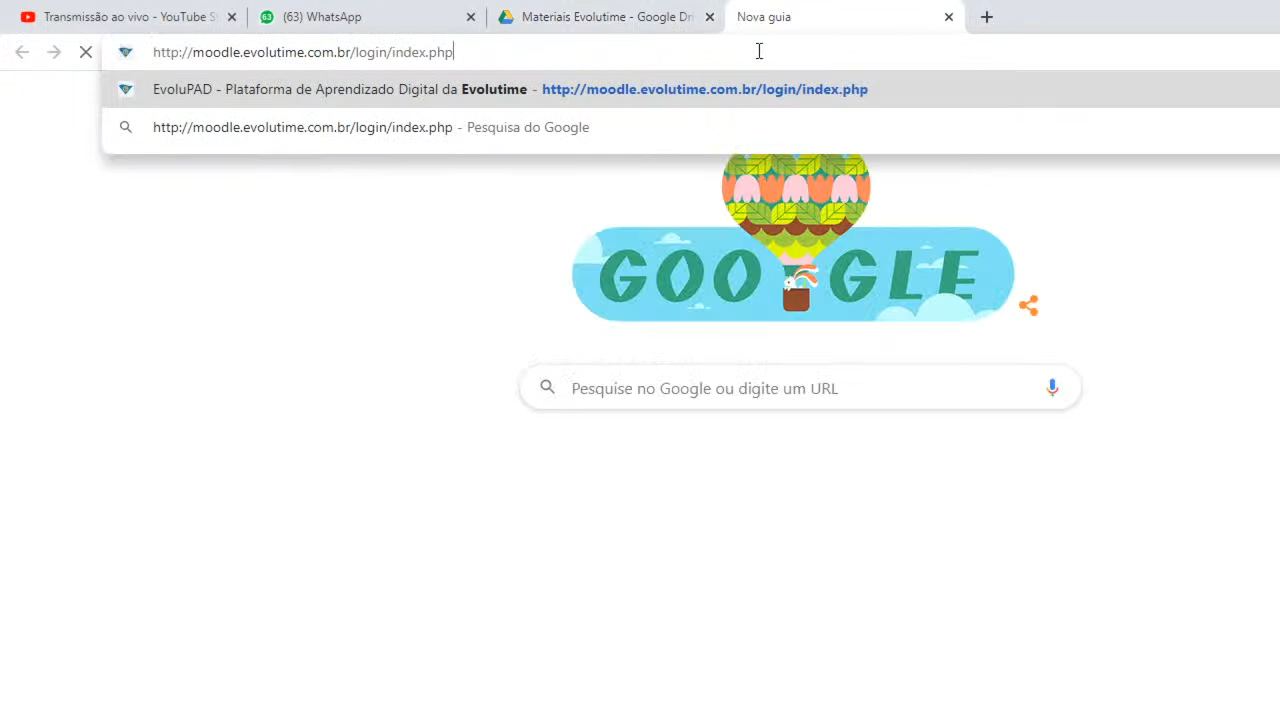 Transmissão ao vivo - YouTube S
63 (63) WhatsApp
Materiais Evolutime - Google Dri
Nova guia
http://moodle.evolutime.com.br/login/index.php
EvoluPAD - Plataforma de Aprendizado Digital da Evolutime - http://moodle.evolutime.com.br/login/index.php
http://moodle.evolutime.com.br/login/index.php - Pesquisa do Google
GOOGLE
Pesquise no Google ou digite um URL